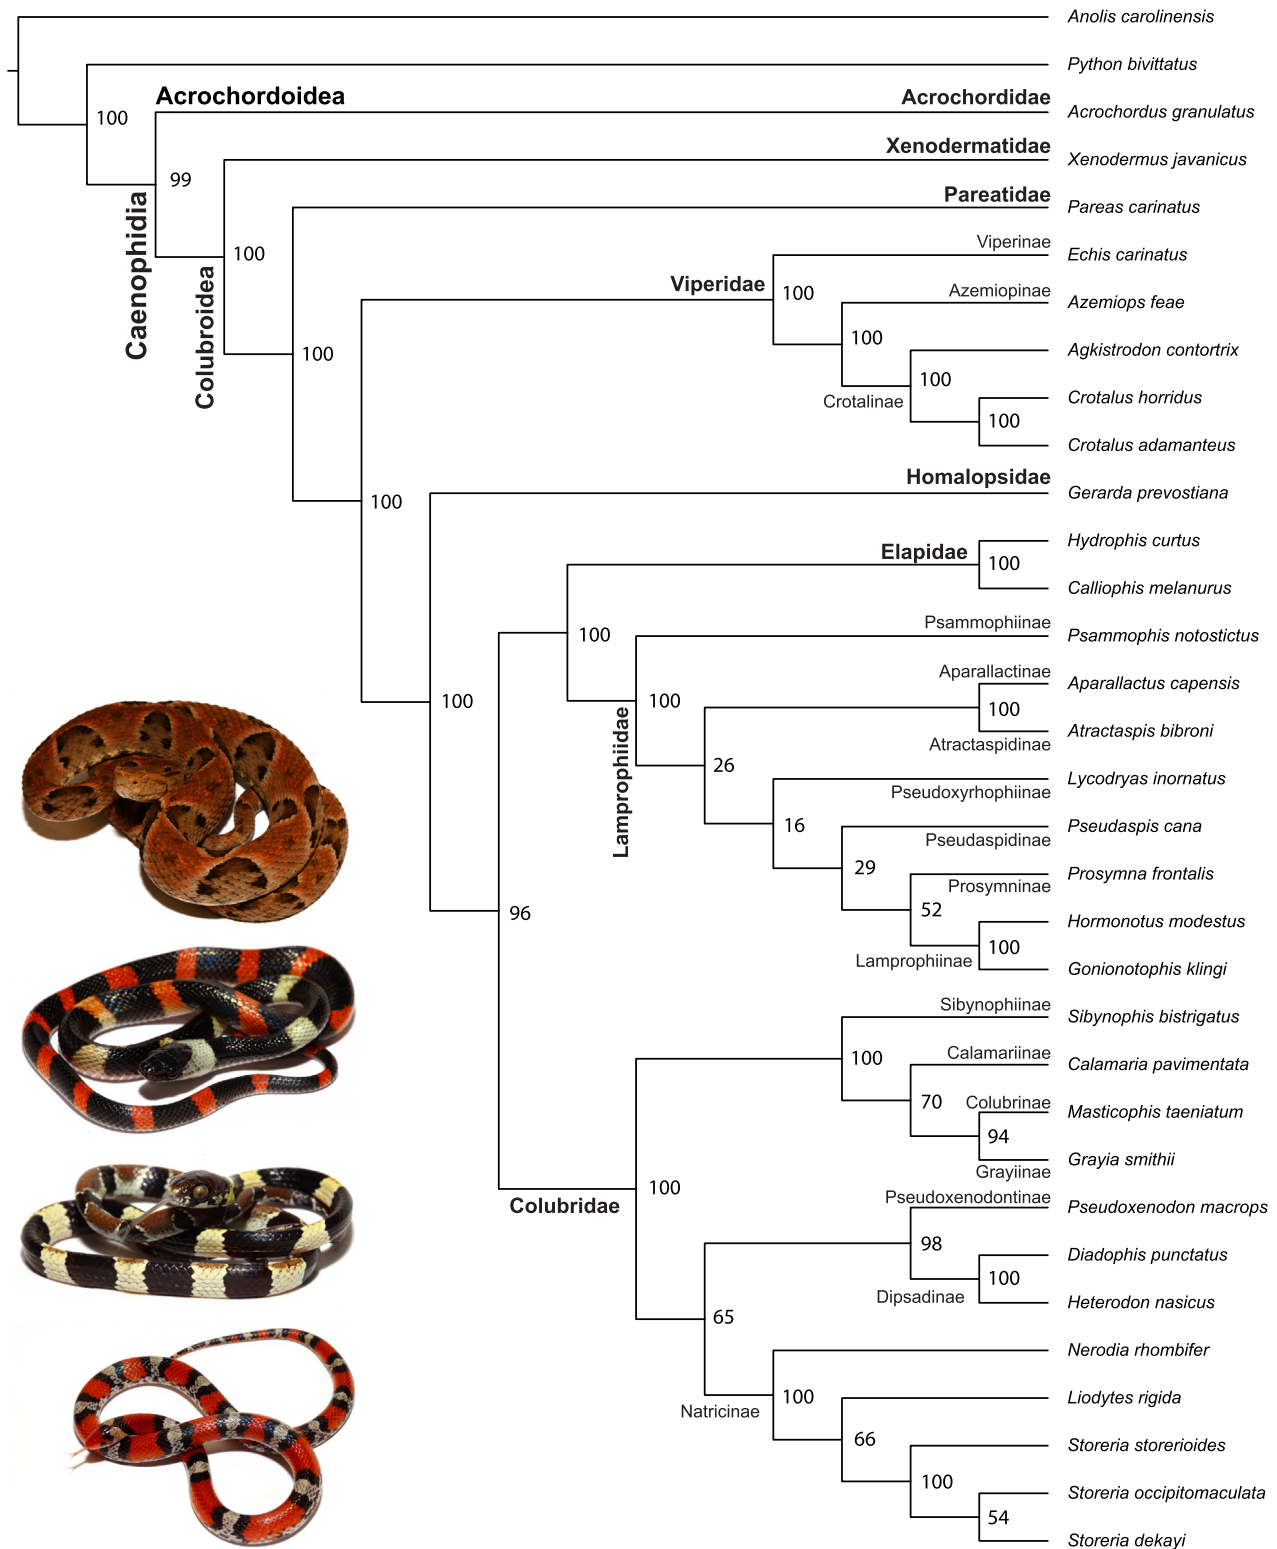 Anolis carolinensis
Python bivittatus
100
Acrochordoidea
Acrochordidae
Acrochordus granulatus
Xenodermatidae
Xenodermus javanicus
99
Caenophidia
Pareatidae
Pareas carinatus
100
Colubroidea
Viperinae
Echis carinatus
Viperidae
100
Azemiopinae
Azemiops feae
100
100
Agkistrodon contortrix
100
Crotalinae
Crotalus horridus
100
Crotalus adamanteus
Homalopsidae
Gerarda prevostiana
100
Hydrophis curtus
Elapidae
100
Calliophis melanurus
Psammophiinae
Psammophis notostictus
100
Aparallactinae
Aparallactus capensis
100
100
Lamprophiidae
100
Atractaspis bibroni
Atractaspidinae
26
Lycodryas inornatus
Pseudoxyrhophiinae
16
Pseudaspis cana
Pseudaspidinae
29
Prosymna frontalis
Prosymninae
96
52
Hormonotus modestus
100
Lamprophiinae
Gonionotophis klingi
Sibynophiinae
Sibynophis bistrigatus
100
Calamariinae
Calamaria pavimentata
70
Colubrinae
Masticophis taeniatum
94
Grayia smithii
Grayiinae
100
Colubridae
Pseudoxenodontinae
Pseudoxenodon macrops
98
Diadophis punctatus
100
Dipsadinae
Heterodon nasicus
65
Nerodia rhombifer
100
Natricinae
Liodytes rigida
66
Storeria storerioides
100
Storeria occipitomaculata
54
Storeria dekayi